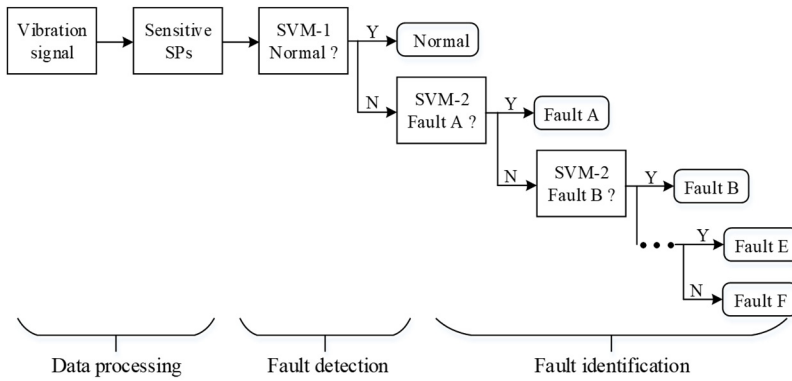 Vibration
signal
Sensitive
SPs
SVM-1
Normal ?
Y
Normal
N
SVM-2
Fault A ?
Y
Fault A
N
SVM-2
Fault B ?
Y
Fault B
Y
Fault E
N
Fault F
Data processing
Fault detection
Fault identification